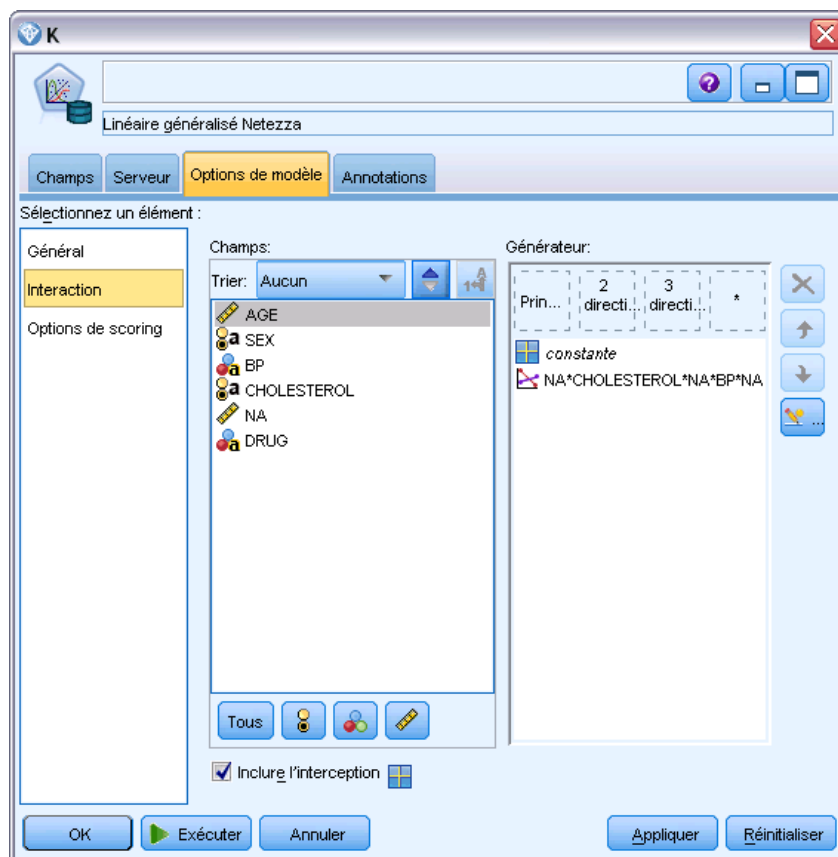 K
Linéaire généralisé Netezza
Champs Serveur Options de modèle Annotations
Sélectionnez un élément :
Général
Interaction
Options de scoring
Champs:
Trier: Aucun
AGE
SEX
BP
CHOLESTEROL
NA
DRUG
Tous
Inclure l'interception
Générateur:
Prin... 2 directi... 3 directi... *
constante
NA*CHOLESTEROL*NA*BP*NA
...
OK Exécuter Annuler Appliquer Réinitialiser